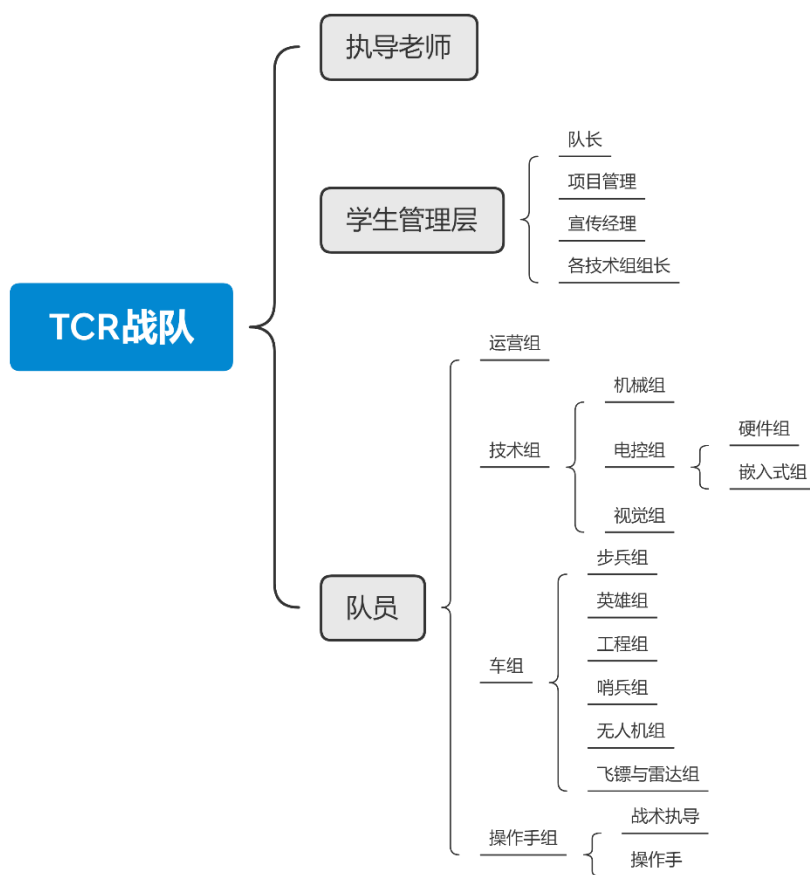 执导老师
队长
项目管理
学生管理层
宣传经理
各技术组组长
TCR战队
运营组
机械组
硬件组
技术组
电控组
嵌入式组
视觉组
步兵组
队员
英雄组
工程组
车组
哨兵组
无人机组
飞镖与雷达组
战术执导
操作手组
操作手